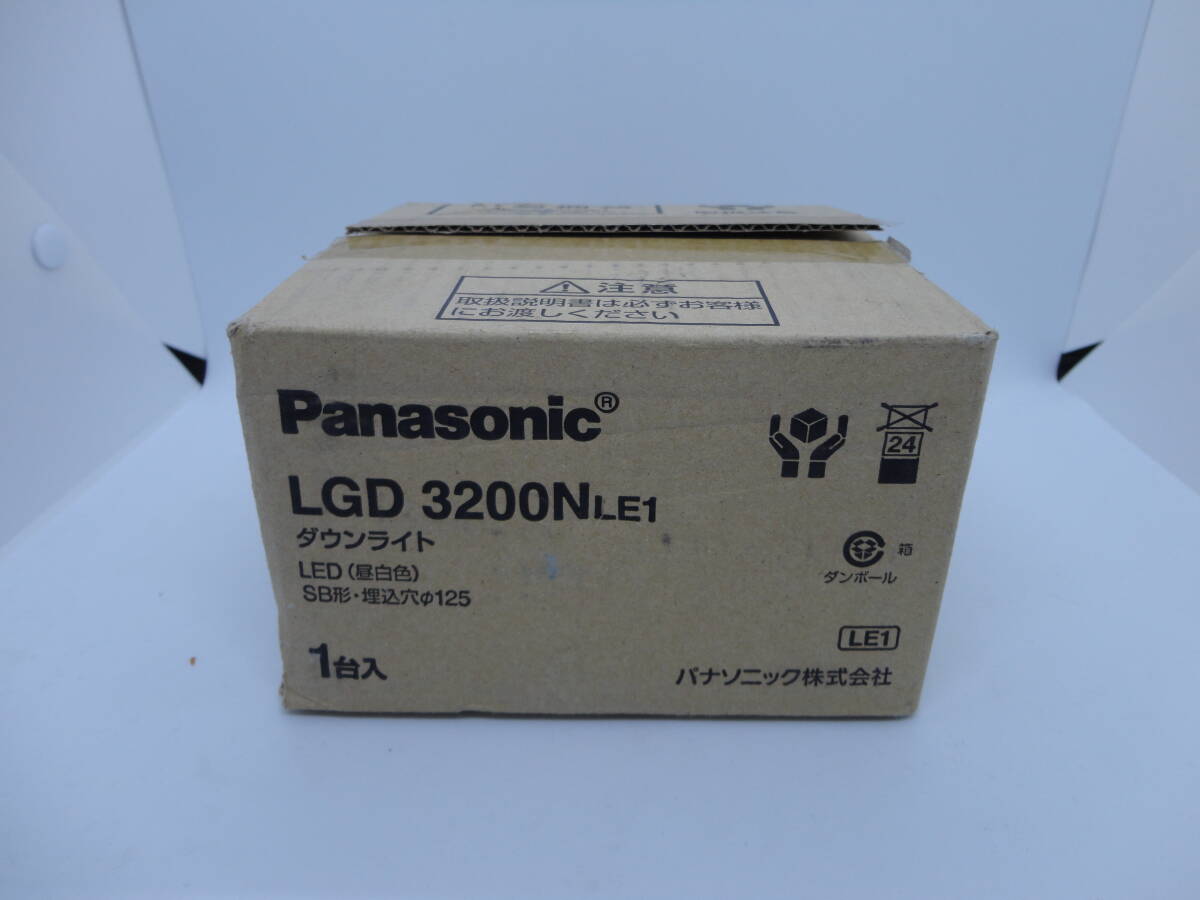 ⚠注意
取扱説明書は必ずお客様
にお渡しください
Panasonic®
LGD 3200NLE1
ダウンライト
LED(昼白色)
SB形・埋込穴φ125
1台入
24
箱
ダンボール
LE1
パナソニック株式会社